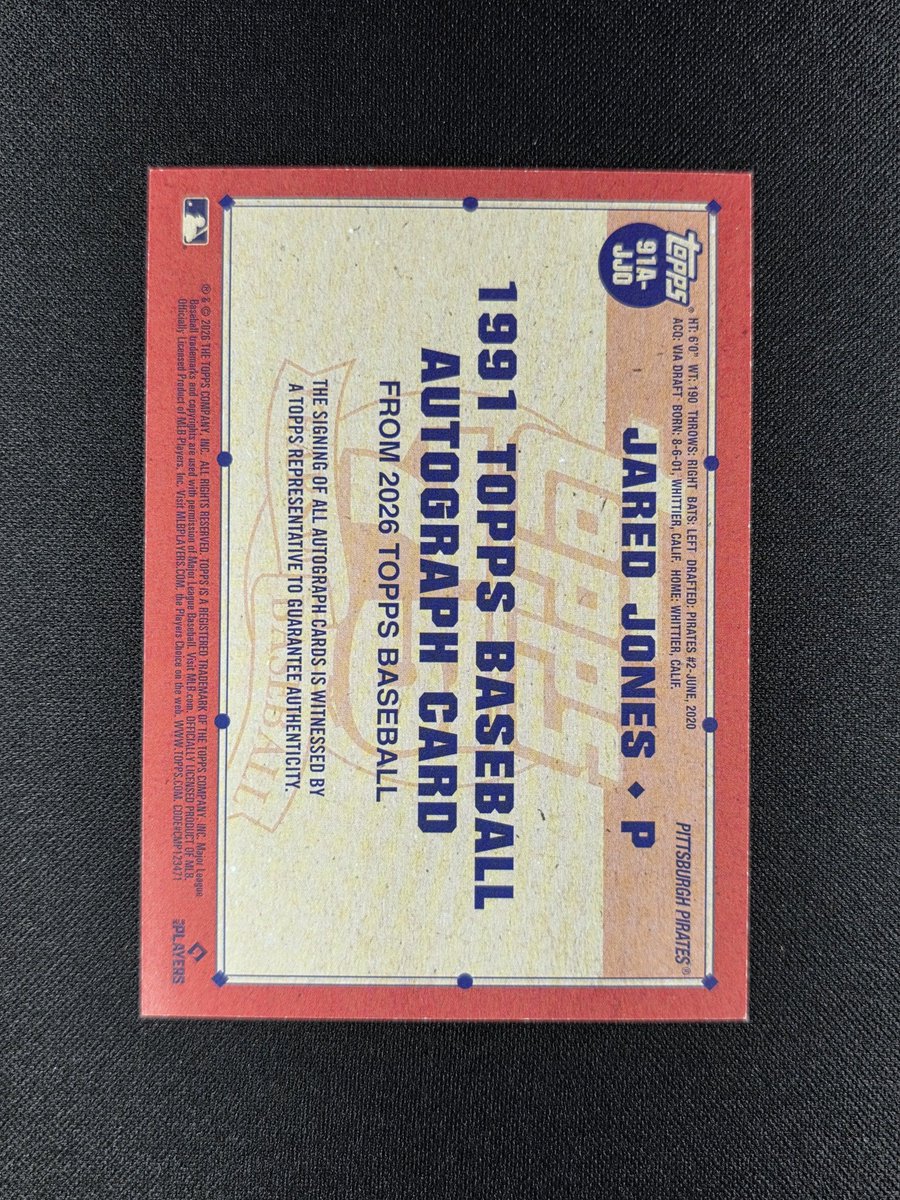 topps®
91A-
JJO
HT: 6'0" WT: 190 THROWS: RIGHT BATS: LEFT DRAFTED: PIRATES #2-JUNE, 2020
ACQ: VIA DRAFT BORN: 8-6-01, WHITTIER, CALIF. HOME: WHITTIER, CALIF.
PITTSBURGH PIRATES®
JARED JONES ♦ P
Topps
40
BASEBALL
1991 TOPPS BASEBALL
AUTOGRAPH CARD
FROM 2026 TOPPS BASEBALL
THE SIGNING OF ALL AUTOGRAPH CARDS IS WITNESSED BY
A TOPPS REPRESENTATIVE TO GUARANTEE AUTHENTICITY.
® & © 2026 THE TOPPS COMPANY, INC. ALL RIGHTS RESERVED. TOPPS IS A REGISTERED TRADEMARK OF THE TOPPS COMPANY, INC. Major League
Baseball trademarks and copyrights are used with permission of Major League Baseball. Visit MLB.com. OFFICIALLY LICENSED PRODUCT OF MLB
Officially Licensed Product of MLB Players, Inc. Visit MLBPLAYERS.COM, the Players Choice on the web. WWW.TOPPS.COM. CODE#CMP123471
MLB PLAYERS